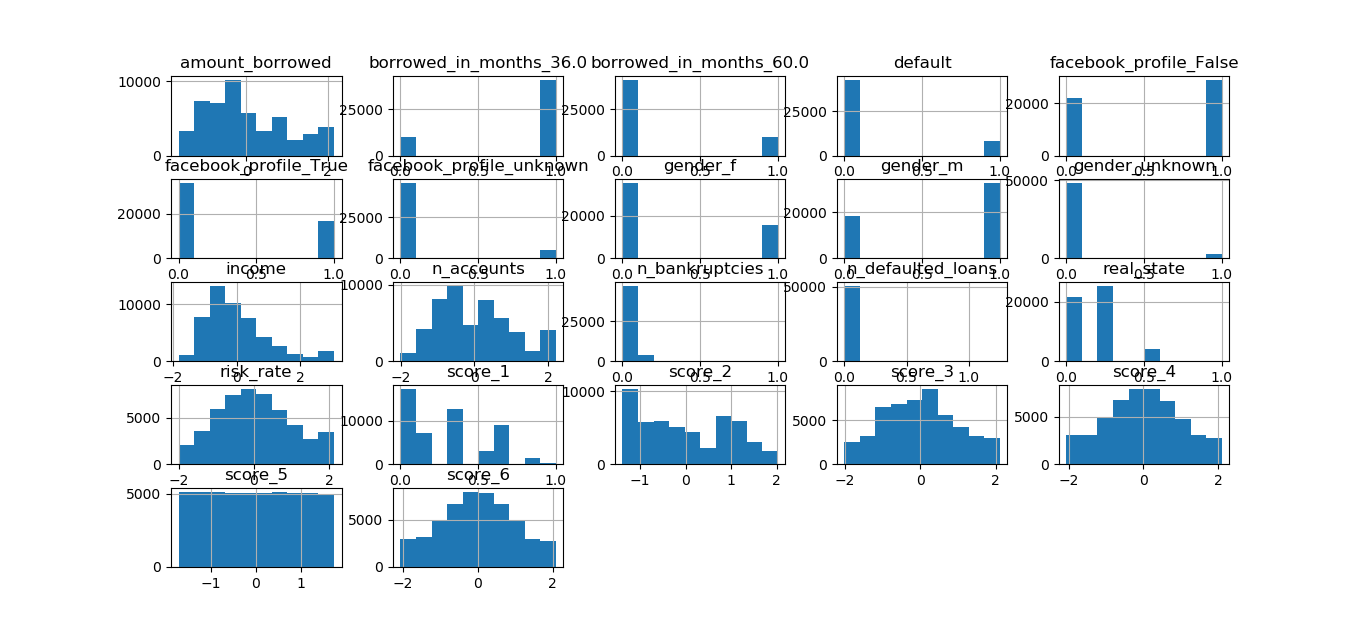 amount_borrowed borrowed_in_months_36.0 borrowed_in_months_60.0 default facebook_profile_False
10000
0
0 2
25000
0
0.0 0.5 1.0
25000
0
0.0 0.5 1.0
25000
0
0.0 0.5 1.0
20000
0
0.0 0.5 1.0
facebook_profile_True facebook_profile_unknown gender_f gender_m gender_unknown
20000
0
0.0 0.5 1.0
25000
0
0.0 0.5 1.0
20000
0
0.0 0.5 1.0
20000
0
0.0 0.5 1.0
50000
0
0.0 0.5 1.0
income n_accounts n_bankruptcies n_defaulted_loans real_state
10000
0
−2 0 2
10000
0
−2 0 2
25000
0
0.0 0.5 1.0
50000
0
0.0 0.5 1.0
20000
0
0.0 0.5 1.0
risk_rate score_1 score_2 score_3 score_4
5000
0
−2 0 2
10000
0
0.0 0.5 1.0
10000
0
−1 0 1 2
5000
0
−2 0 2
5000
0
−2 0 2
score_5 score_6
5000
0
−1 0 1
5000
0
−2 0 2